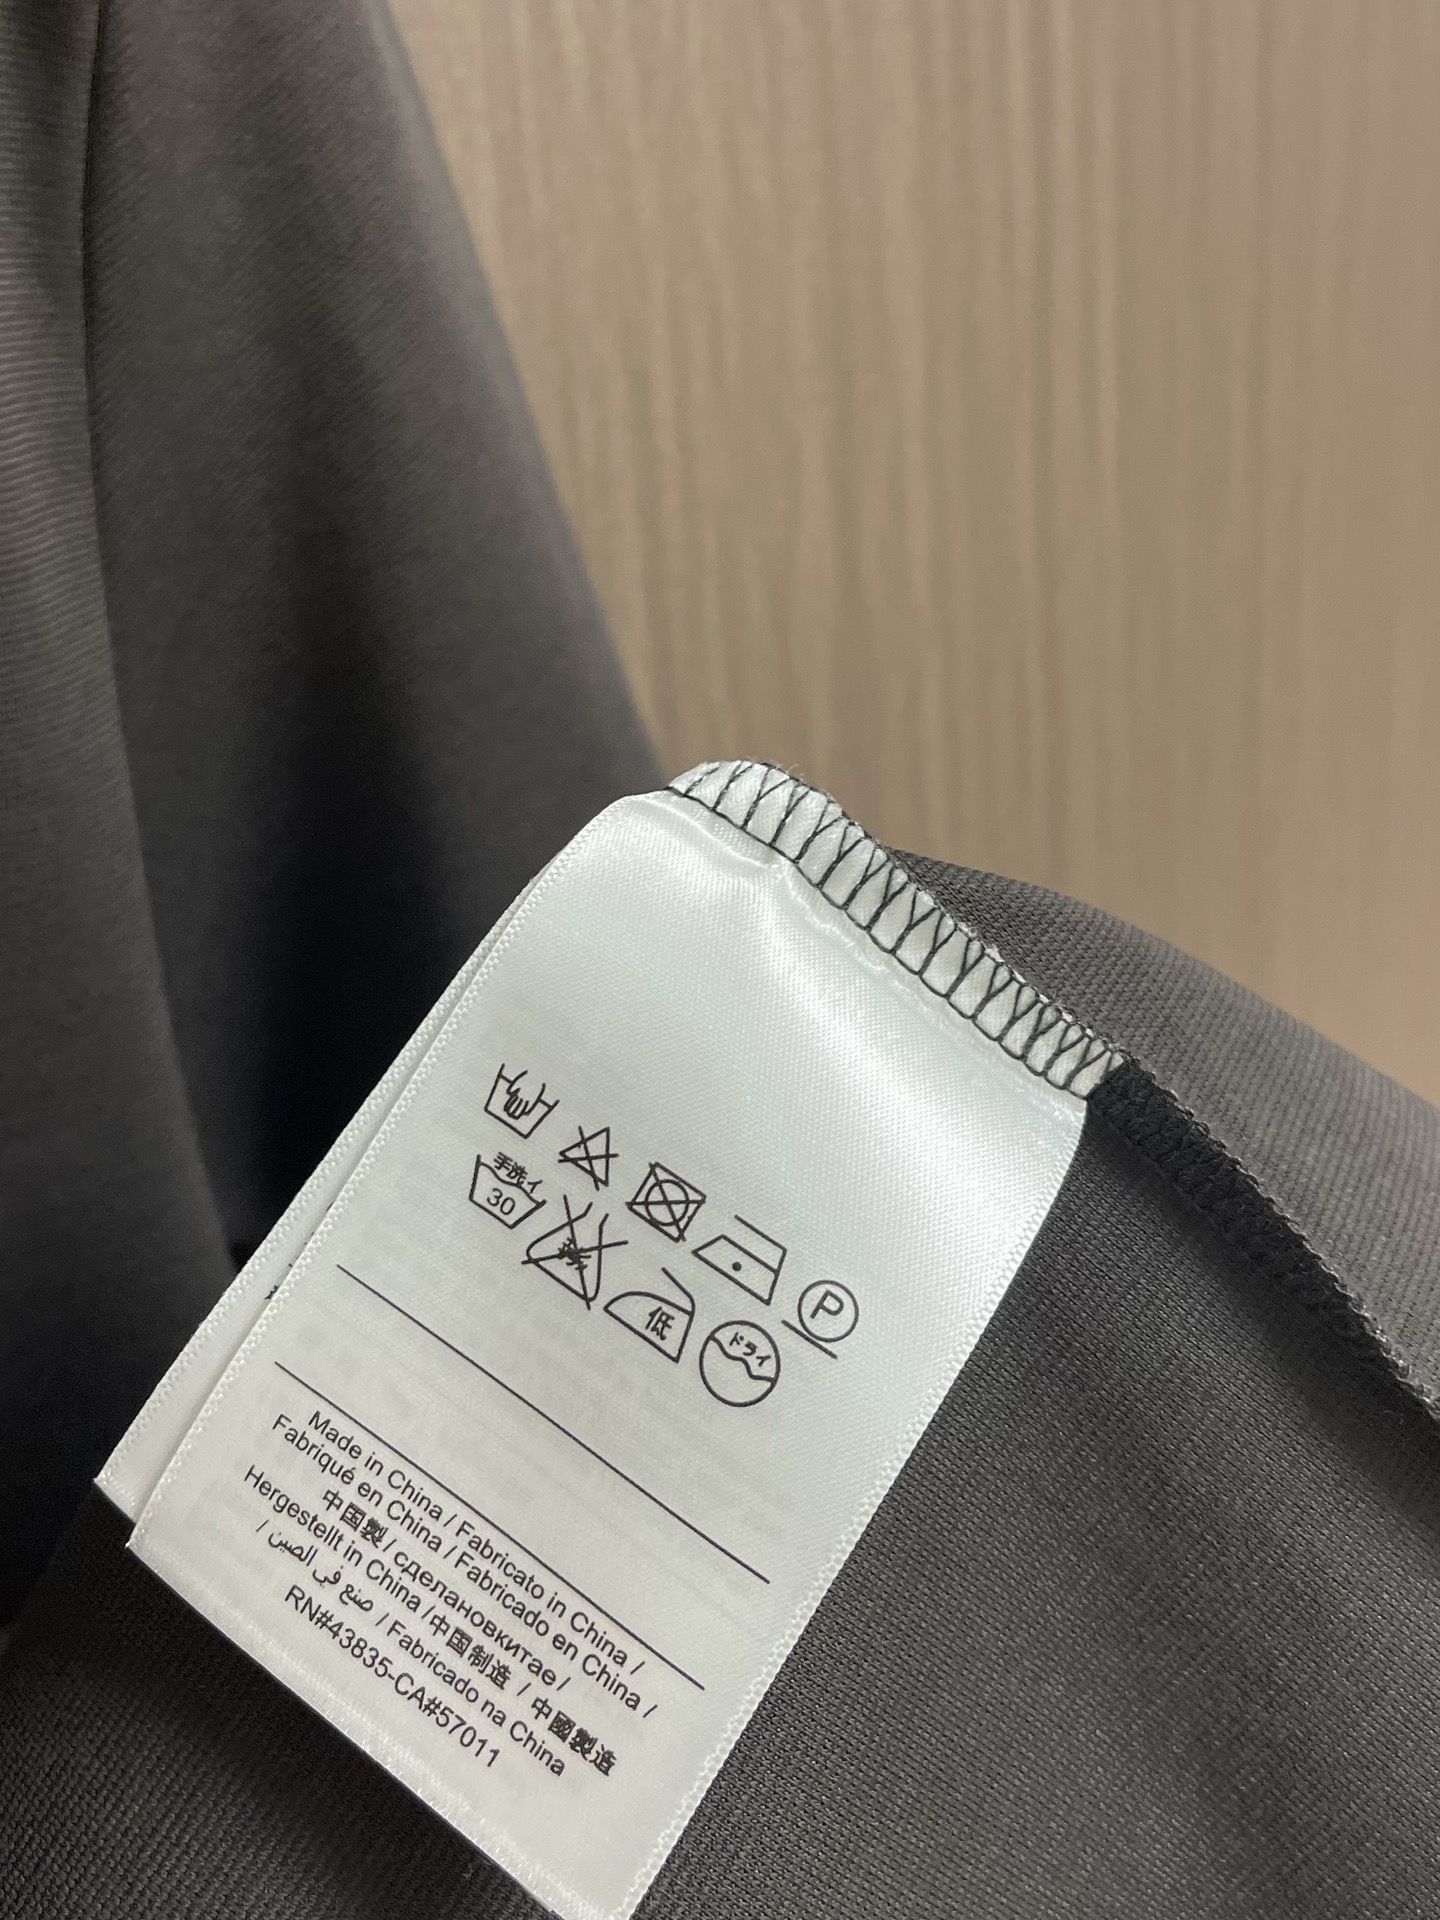 P
手洗イ
30
低
ドライ
Made in China / Fabricato in China /
Fabriqué en China / Fabricado en China /
中国製 / сделановкитае /
Hergestellt in China /中国制造 / 中國製造
/ صنع في الصين / Fabricado na China
RN#43835-CA#57011